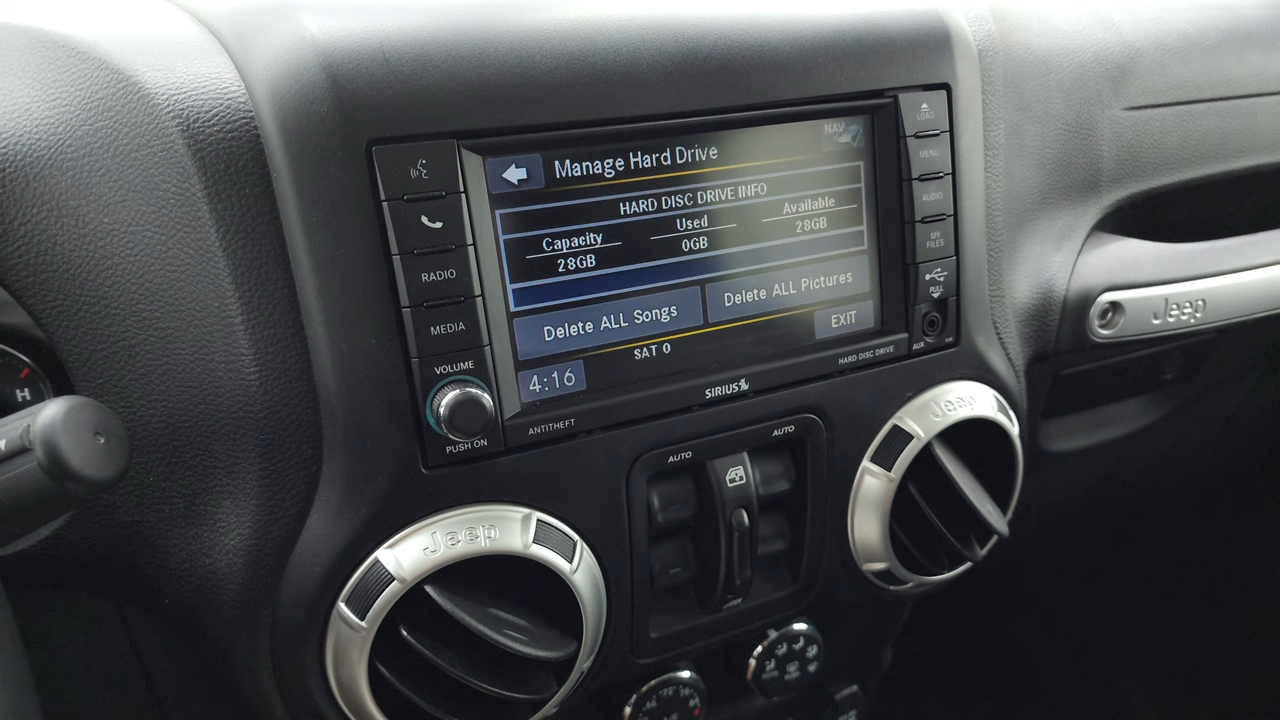 NAV
LOAD
Manage Hard Drive
MENU
HARD DISC DRIVE INFO
AUDIO
Capacity Used Available
28GB 0GB 28GB
MY
FILES
RADIO
PULL
MEDIA
Delete ALL Songs Delete ALL Pictures
EXIT
SAT 0
AUX
4:16
HARD DISC DRIVE
VOLUME
SIRIUS
PUSH ON
ANTITHEFT
Jeep
H
AUTO AUTO
Jeep
Jeep